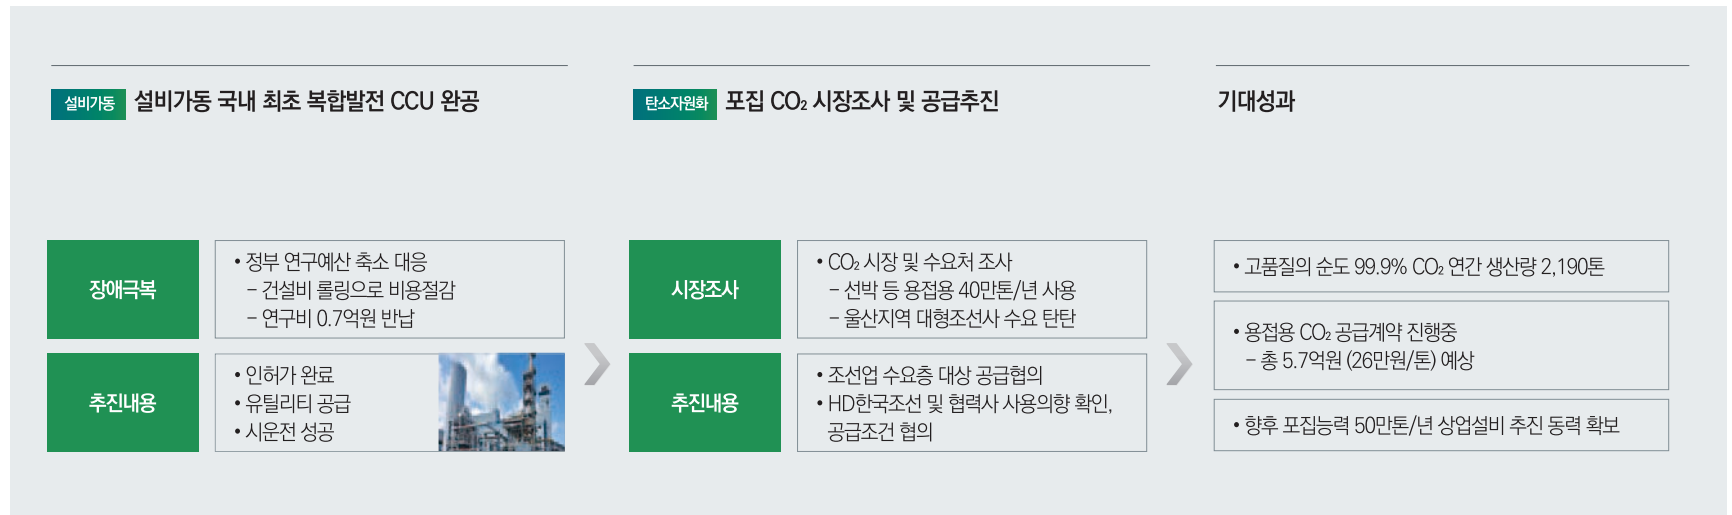 설비가동 설비가동 국내 최초 복합발전 CCU 완공
장애극복
• 정부 연구예산 축소 대응
– 건설비 롤링으로 비용절감
– 연구비 0.7억원 반납
추진내용
• 인허가 완료
• 유틸리티 공급
• 시운전 성공
탄소자원화 포집 CO₂ 시장조사 및 공급추진
시장조사
• CO₂ 시장 및 수요처 조사
– 선박 등 용접용 40만톤/년 사용
– 울산지역 대형조선사 수요 탄탄
추진내용
• 조선업 수요층 대상 공급협의
• HD한국조선 및 협력사 사용의향 확인,
공급조건 협의
기대성과
• 고품질의 순도 99.9% CO₂ 연간 생산량 2,190톤
• 용접용 CO₂ 공급계약 진행중
– 총 5.7억원 (26만원/톤) 예상
• 향후 포집능력 50만톤/년 상업설비 추진 동력 확보